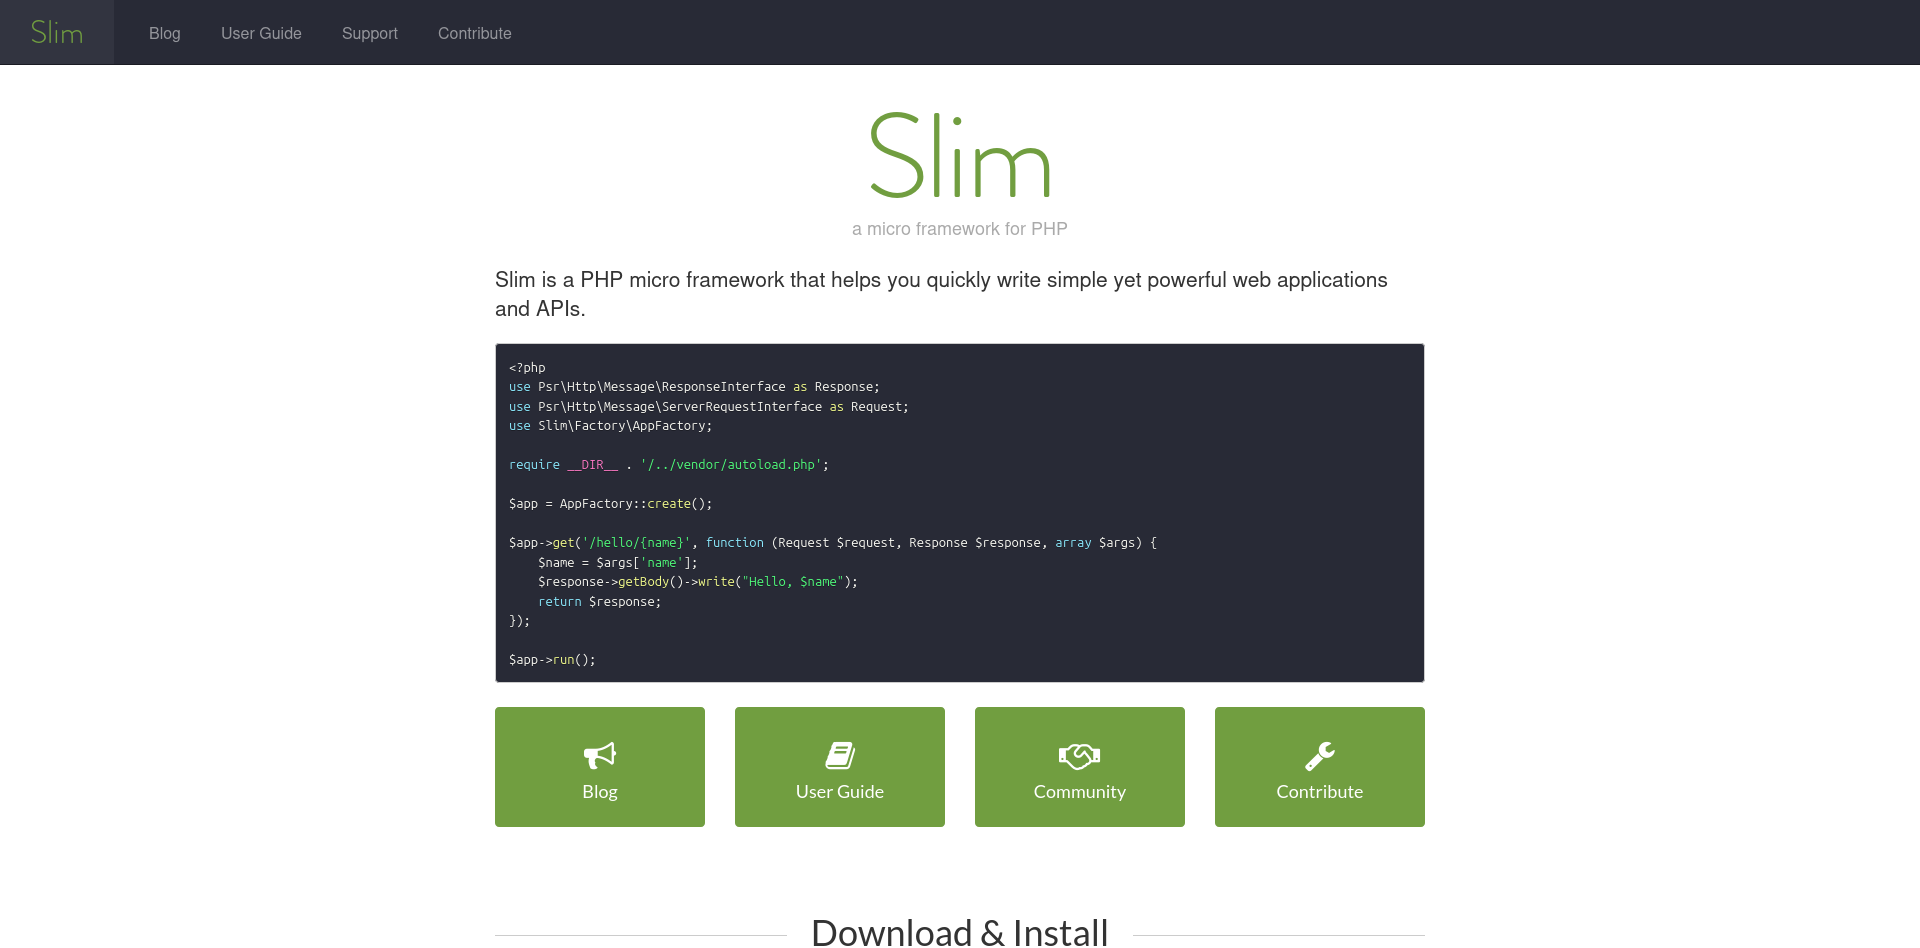 Slim
Blog
User Guide
Support
Contribute
Slim
a micro framework for PHP
Slim is a PHP micro framework that helps you quickly write simple yet powerful web applications
and APIs.
<?php
use Psr\Http\Message\ResponseInterface as Response;
use Psr\Http\Message\ServerRequestInterface as Request;
use Slim\Factory\AppFactory;

require __DIR__ . '/../vendor/autoload.php';

$app = AppFactory::create();

$app->get('/hello/{name}', function (Request $request, Response $response, array $args) {
    $name = $args['name'];
    $response->getBody()->write("Hello, $name");
    return $response;
});

$app->run();
Blog
User Guide
Community
Contribute
Download & Install